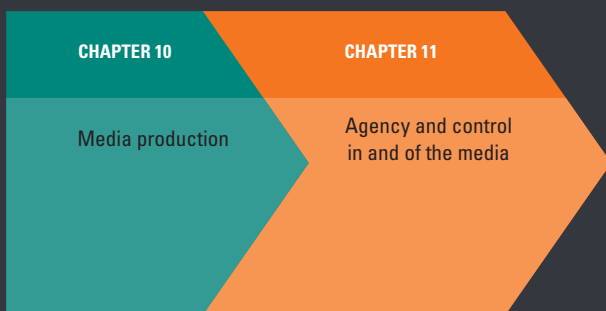 CHAPTER 10
Media production
CHAPTER 11
Agency and control
in and of the media